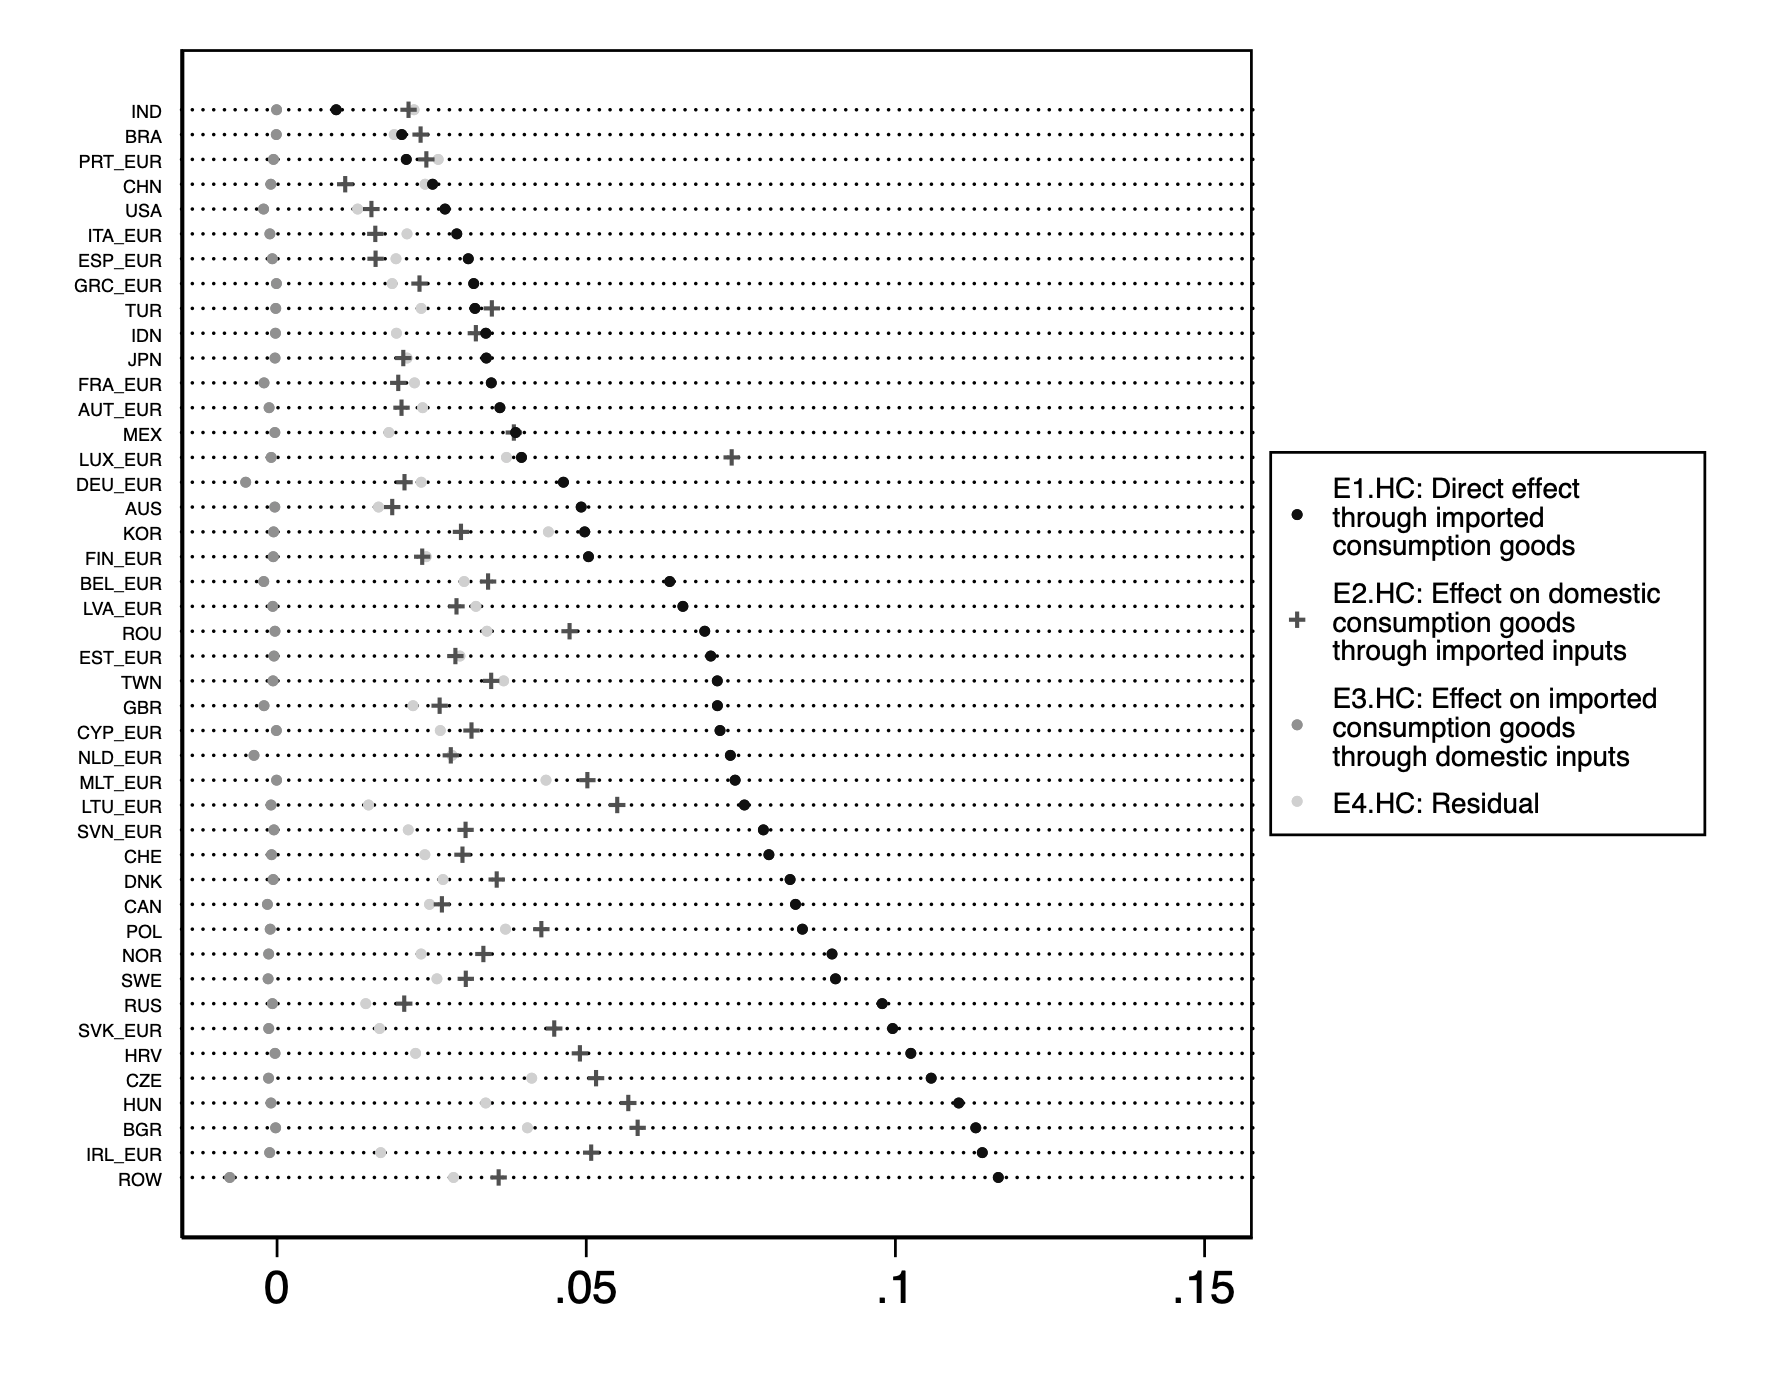 IND
BRA
PRT_EUR
CHN
USA
ITA_EUR
ESP_EUR
GRC_EUR
TUR
IDN
JPN
FRA_EUR
AUT_EUR
MEX
LUX_EUR
DEU_EUR
AUS
KOR
FIN_EUR
BEL_EUR
LVA_EUR
ROU
EST_EUR
TWN
GBR
CYP_EUR
NLD_EUR
MLT_EUR
LTU_EUR
SVN_EUR
CHE
DNK
CAN
POL
NOR
SWE
RUS
SVK_EUR
HRV
CZE
HUN
BGR
IRL_EUR
ROW
0 .05 .1 .15
E1.HC: Direct effect
through imported
consumption goods
E2.HC: Effect on domestic
consumption goods
through imported inputs
E3.HC: Effect on imported
consumption goods
through domestic inputs
E4.HC: Residual